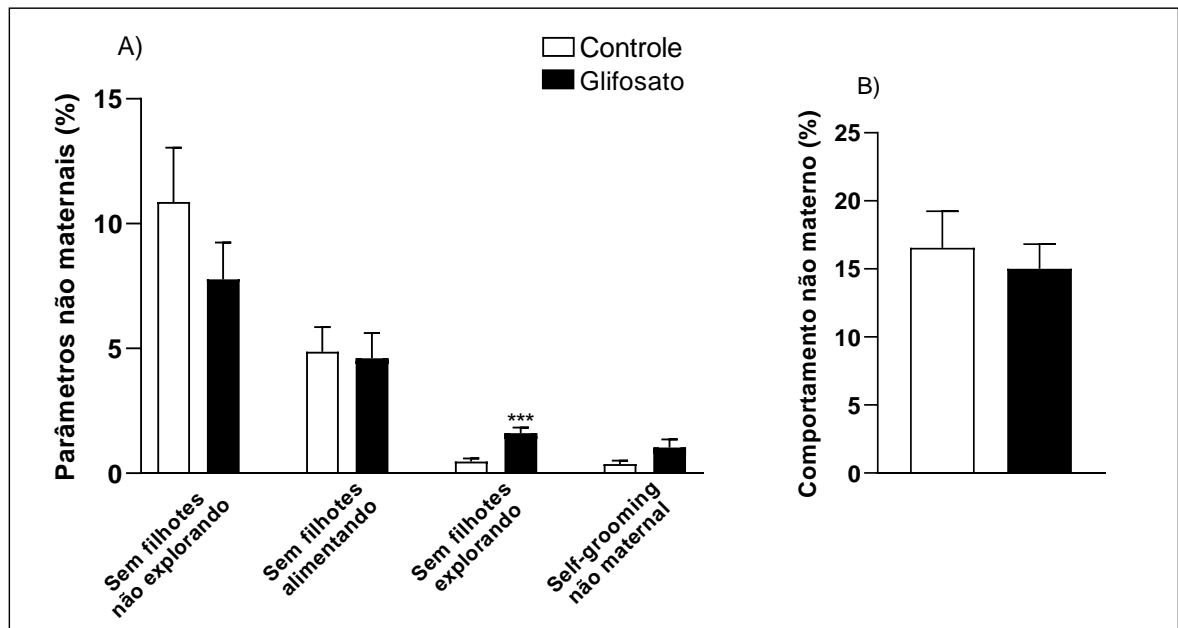 A)
Controle
Glifosato
Parâmetros não maternais (%)
15
10
5
0
***
Sem filhotes
não explorando
Sem filhotes
alimentando
Sem filhotes
explorando
Self-grooming
não maternal
B)
Comportamento não materno (%)
25
20
15
10
5
0